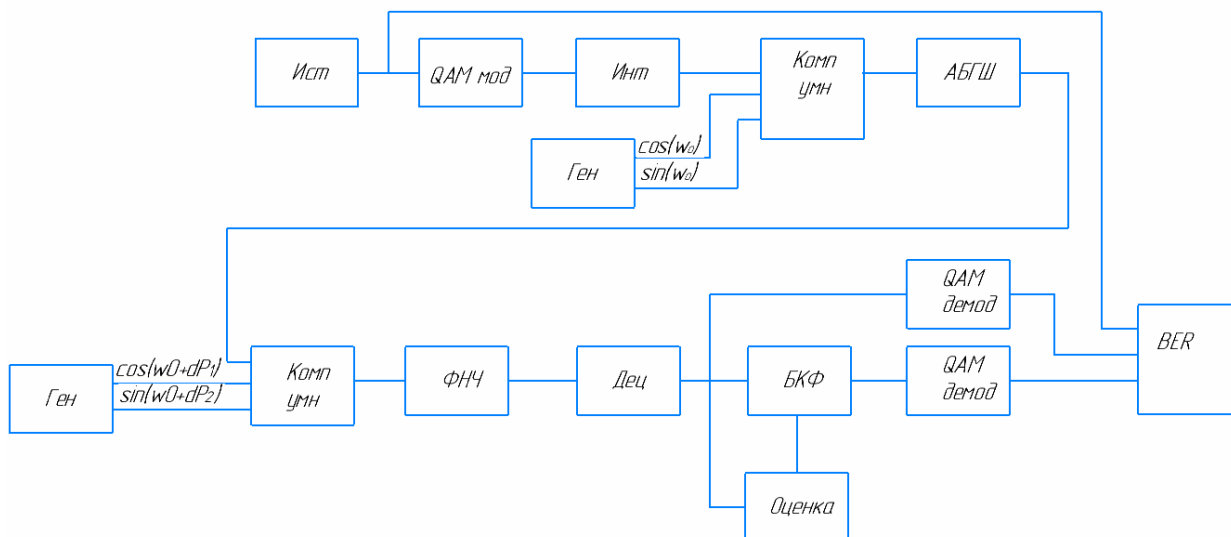 Ист
QAM мод
Инт
Комп
умн
АБГШ
Ген
cos(w₀)
sin(w₀)
QAM
демод
Ген
cos(w0+dP₁)
sin(w0+dP₂)
Комп
умн
ФНЧ
Дец
БКФ
QAM
демод
BER
Оценка